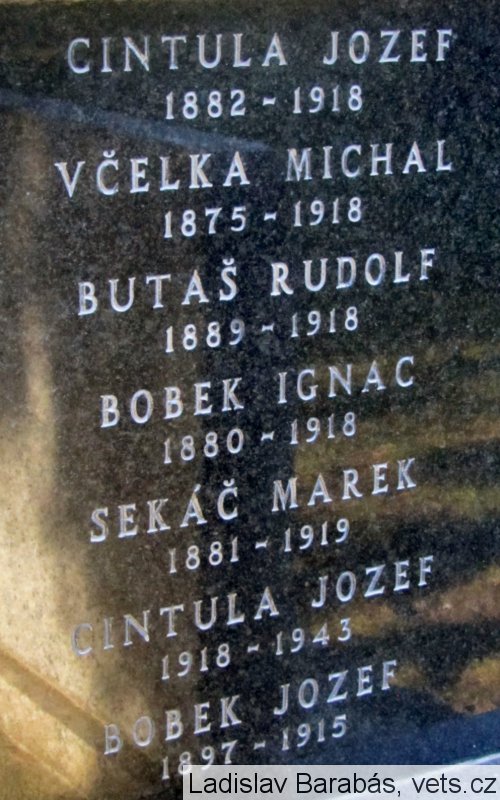 CINTULA JOZEF
1882 - 1918
VČELKA MICHAL
1875 - 1918
BUTAŠ RUDOLF
1889 - 1918
BOBEK IGNAC
1880 - 1918
SEKÁČ MAREK
1881 - 1919
CINTULA JOZEF
1918 - 1943
BOBEK JOZEF
1897 - 1915
Ladislav Barabás, vets.cz